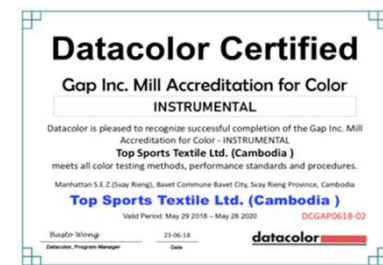 Datacolor Certified
Gap Inc. Mill Accreditation for Color
INSTRUMENTAL
Datacolor is pleased to recognize successful completion of the Gap Inc. Mill
Accreditation for Color - INSTRUMENTAL
Top Sports Textile Ltd. (Cambodia )
meets all color testing methods, performance standards and procedures.
Manhattan S.E.Z.(Svay Rieng), Bavet Commune Bavet City, Svay Rieng Province, Cambodia
Top Sports Textile Ltd. (Cambodia )
Valid Period: May 29 2018 – May 28 2020 DCGAP0618-02
Baslo Wong 23-06-18 datacolor
Datacolor, Program Manager Date